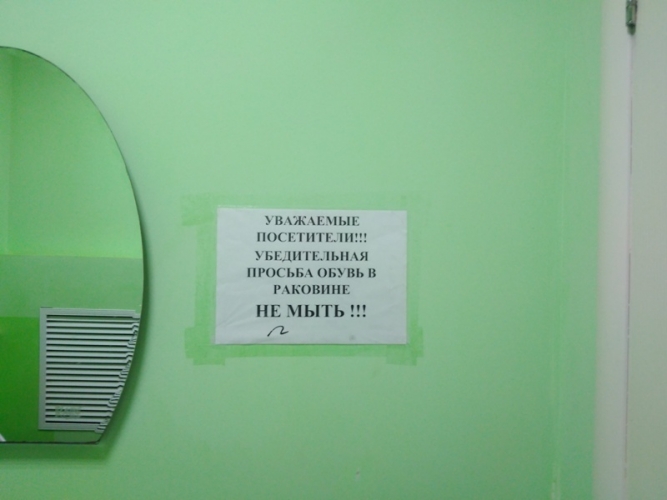 УВАЖАЕМЫЕ
ПОСЕТИТЕЛИ!!!
УБЕДИТЕЛЬНАЯ
ПРОСЬБА ОБУВЬ В
РАКОВИНЕ
НЕ МЫТЬ !!!